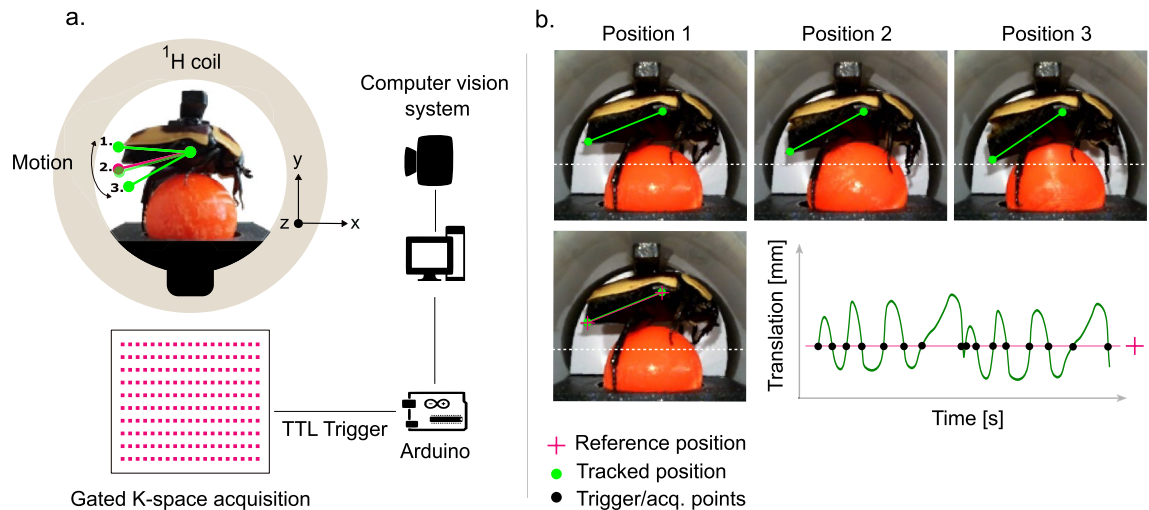 a.
¹H coil
Computer vision
system
Motion
1.
2.
3.
y
z
x
TTL Trigger
Arduino
Gated K-space acquisition
b.
Position 1
Position 2
Position 3
Translation [mm]
Time [s]
Reference position
Tracked position
Trigger/acq. points